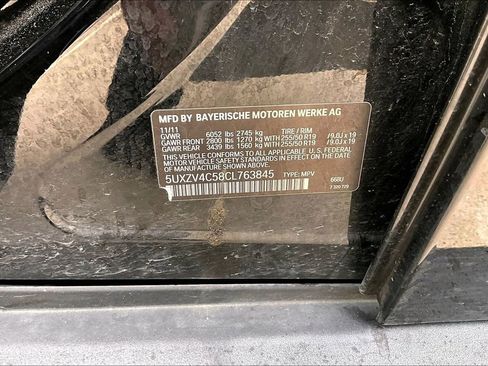 MFD BY BAYERISCHE MOTOREN WERKE AG
11/11
GVWR 6052 lbs 2745 kg TIRE / RIM
GAWR FRONT 2800 lbs 1270 kg WITH 255/50 R19 /9.0J x 19
GAWR REAR 3439 lbs 1560 kg WITH 255/50 R19 /9.0J x 19
THIS VEHICLE CONFORMS TO ALL APPLICABLE U.S. FEDERAL
MOTOR VEHICLE SAFETY STANDARDS IN EFFECT ON THE DATE
OF MANUFACTURE SHOWN ABOVE.
5UXZV4C58CL763845 TYPE: MPV 668U
7 320 729